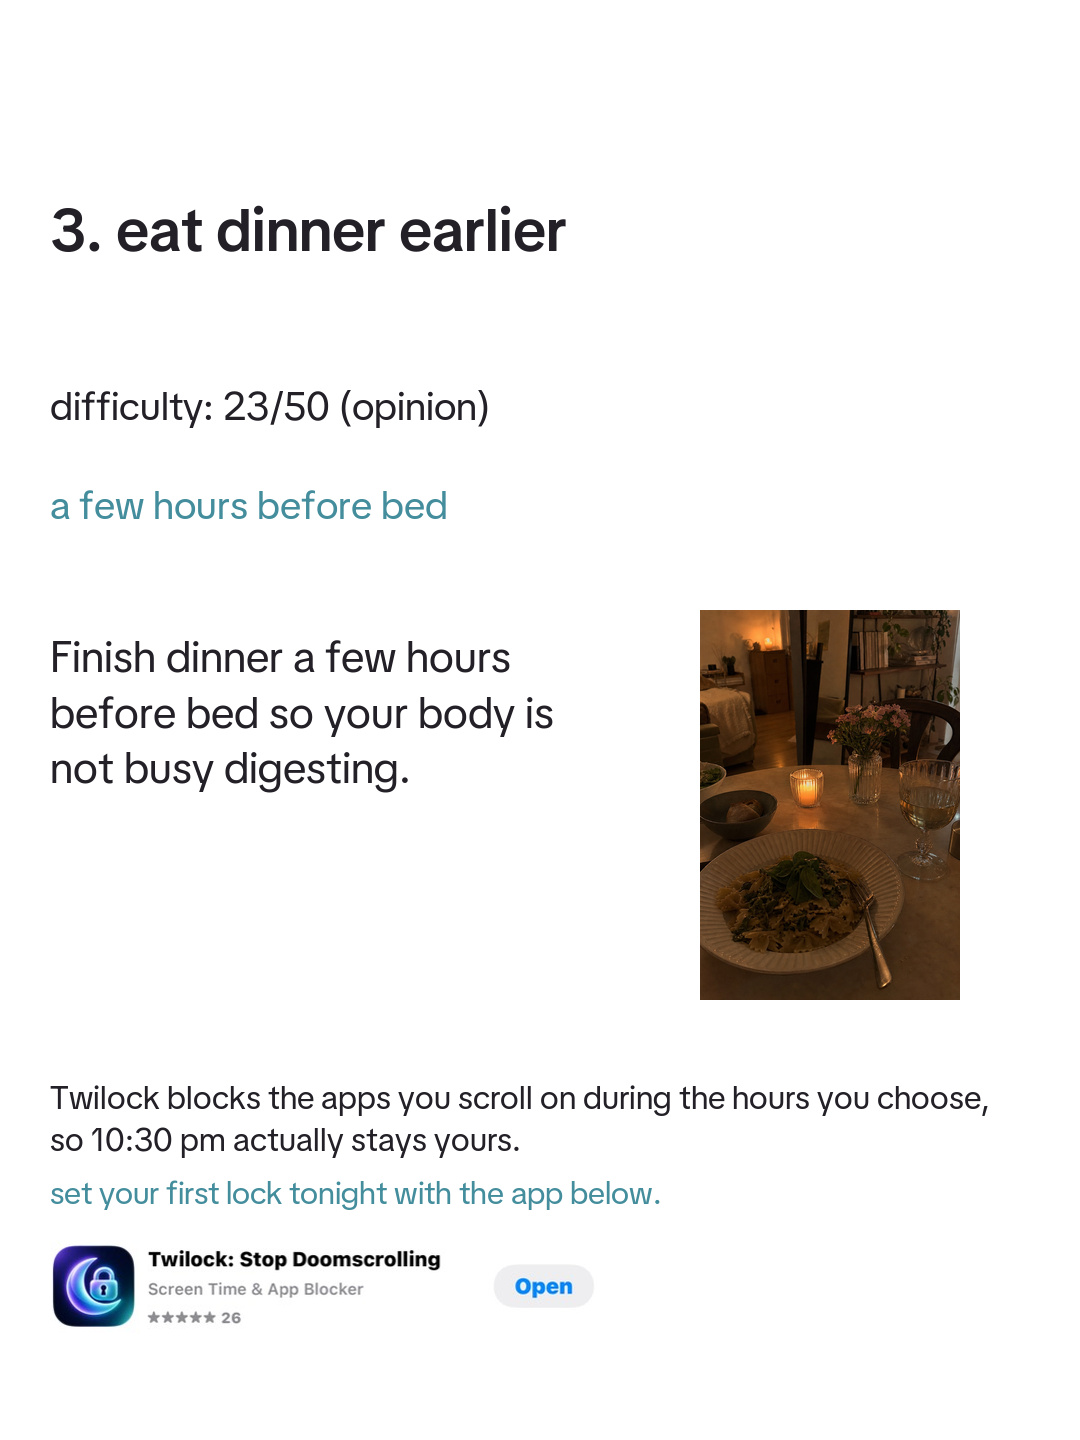 3. eat dinner earlier
difficulty: 23/50 (opinion)
a few hours before bed
Finish dinner a few hours
before bed so your body is
not busy digesting.
Twilock blocks the apps you scroll on during the hours you choose,
so 10:30 pm actually stays yours.
set your first lock tonight with the app below.
Twilock: Stop Doomscrolling
Screen Time & App Blocker
★★★★★ 26
Open